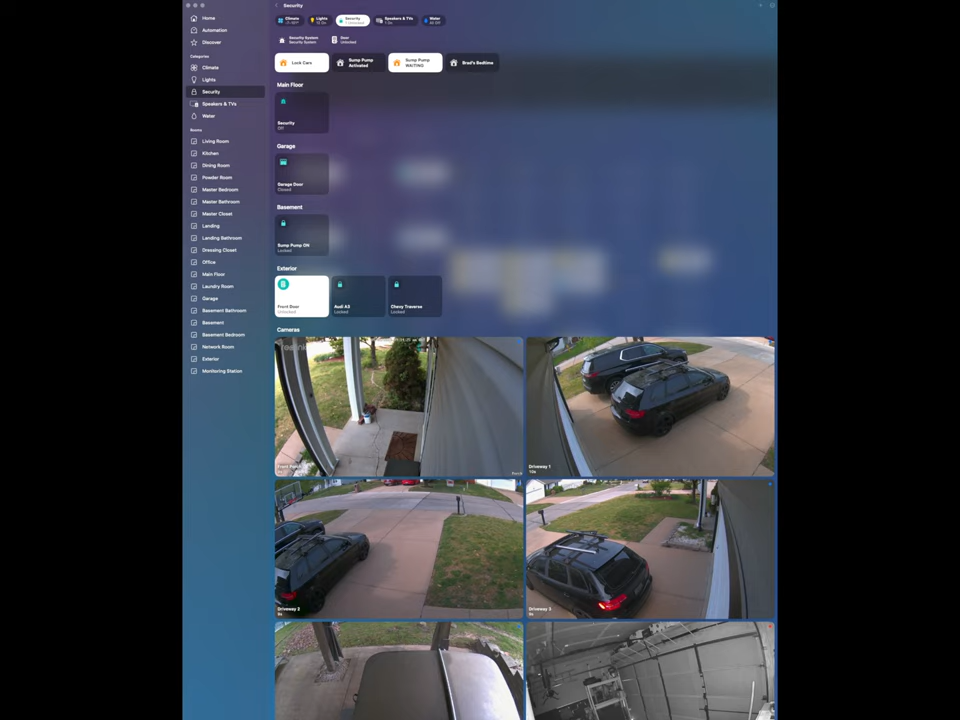 Home
Automation
Discover
Categories
Climate
Lights
Security
Speakers & TVs
Water
Rooms
Living Room
Kitchen
Dining Room
Powder Room
Master Bedroom
Master Bathroom
Master Closet
Landing
Landing Bathroom
Dressing Closet
Office
Main Floor
Laundry Room
Garage
Basement Bathroom
Basement
Basement Bedroom
Network Room
Exterior
Monitoring Station
Security
Climate
Lights
Security
Speakers & TVs
Water
Security System
Security System
Door
Unlocked
Lock Cars
Sump Pump
Activated
Sump Pump
WAITING
Brad's Bedtime
Main Floor
Security
Off
Garage
Garage Door
Closed
Basement
Sump Pump ON
Locked
Exterior
Front Door
Unlocked
Audi A3
Locked
Chevy Traverse
Locked
Cameras
Driveway 1
10s
Driveway 2
9s
Driveway 3
9s